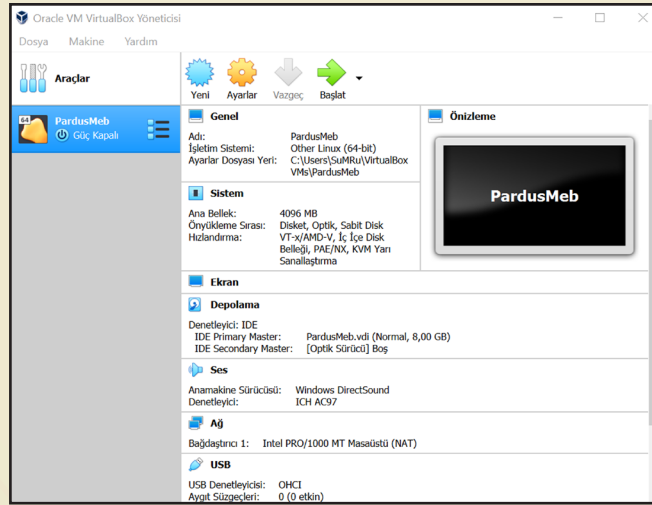 Oracle VM VirtualBox Yöneticisi
Dosya Makine Yardım
Araçlar
Yeni Ayarlar Vazgeç Başlat
64
PardusMeb
Güç Kapalı
Genel
Adı: PardusMeb
İşletim Sistemi: Other Linux (64-bit)
Ayarlar Dosyası Yeri: C:\Users\SuMRu\VirtualBox
VMs\PardusMeb
Önizleme
PardusMeb
Sistem
Ana Bellek: 4096 MB
Önyükleme Sırası: Disket, Optik, Sabit Disk
Hızlandırma: VT-x/AMD-V, İç İçe Disk
Belleği, PAE/NX, KVM Yarı
Sanallaştırma
Ekran
Depolama
Denetleyici: IDE
IDE Primary Master: PardusMeb.vdi (Normal, 8,00 GB)
IDE Secondary Master: [Optik Sürücü] Boş
Ses
Anamakine Sürücüsü: Windows DirectSound
Denetleyici: ICH AC97
Ağ
Bağdaştırıcı 1: Intel PRO/1000 MT Masaüstü (NAT)
USB
USB Denetleyicisi: OHCI
Aygıt Süzgeçleri: 0 (0 etkin)